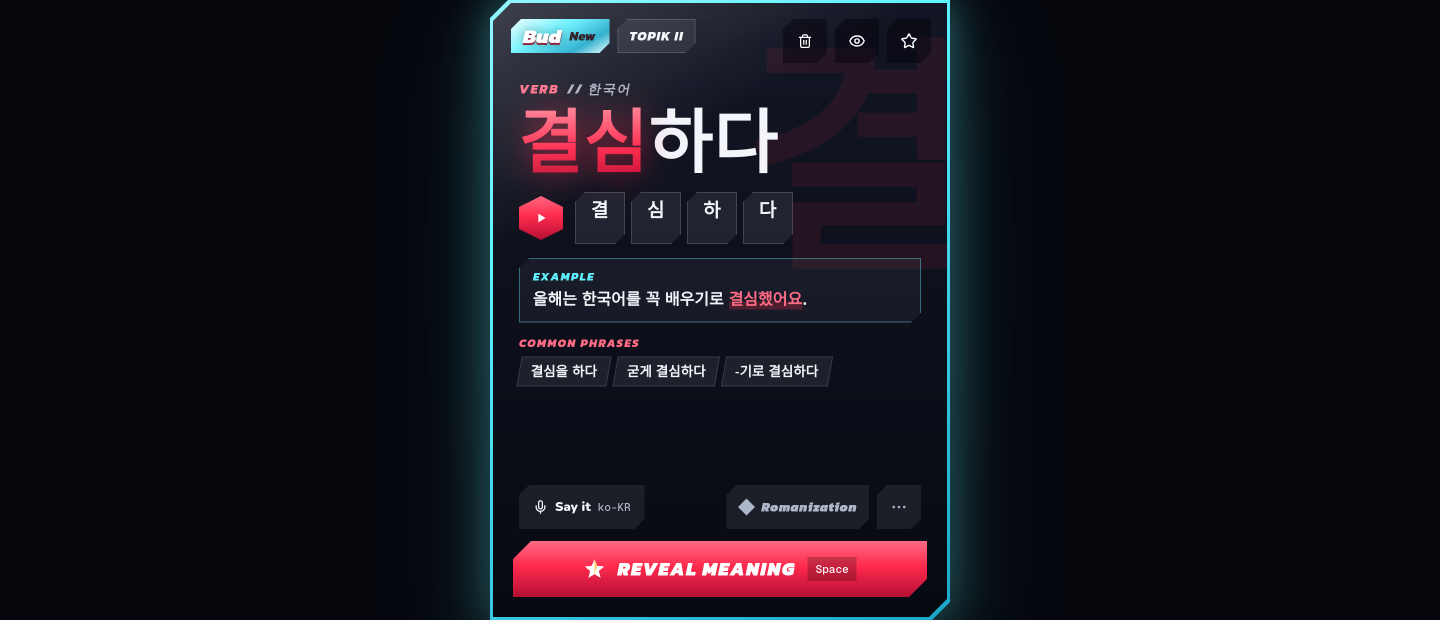 Bud New TOPIK II
VERB // 한국어
결심하다
결 심 하 다
EXAMPLE
올해는 한국어를 꼭 배우기로 결심했어요.
COMMON PHRASES
결심을 하다 굳게 결심하다 -기로 결심하다
Say it ko-KR Romanization
REVEAL MEANING Space